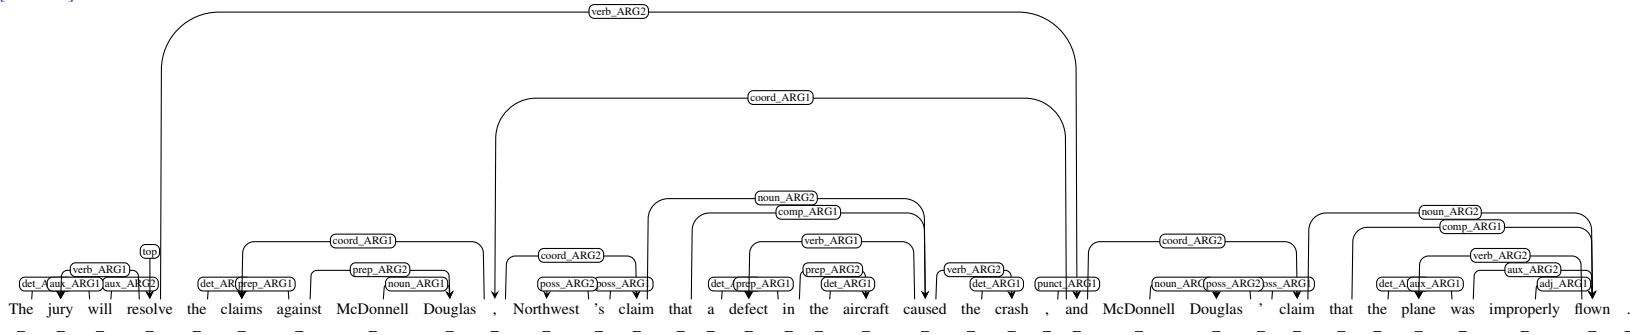 verb_ARG2
coord_ARG1
noun_ARG2
comp_ARG1
noun_ARG2
comp_ARG1
top
coord_ARG1
verb_ARG1
coord_ARG2
coord_ARG2
verb_ARG1
prep_ARG2
prep_ARG2
verb_ARG2
verb_ARG2
aux_ARG2
aux_ARG1 aux_ARG2 prep_ARG1 noun_ARG1 poss_ARG2 poss_ARG1 prep_ARG1 det_ARG1 det_ARG1 punct_ARG1 poss_ARG2 aux_ARG1 adj_ARG1
The jury will resolve the claims against McDonnell Douglas , Northwest 's claim that a defect in the aircraft caused the crash , and McDonnell Douglas ' claim that the plane was improperly flown .